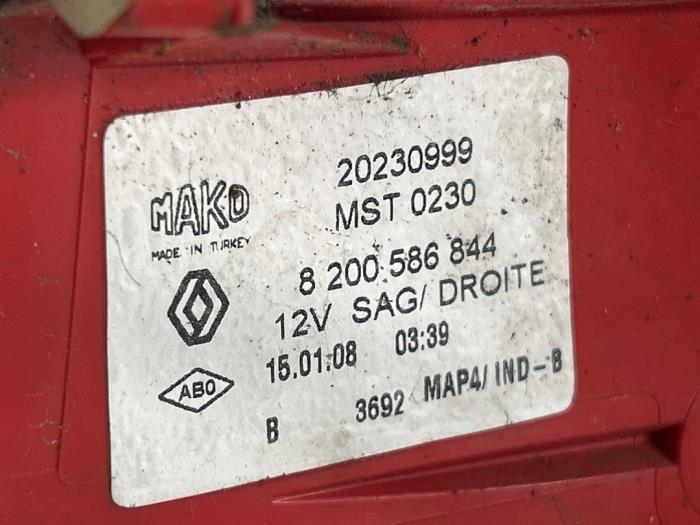 20230999
MAKO
MST 0230
MADE IN TURKEY
8 200 586 844
12V SAG/ DROITE
15.01.08 03:39
ABO
B 3692 MAP4/ IND-B